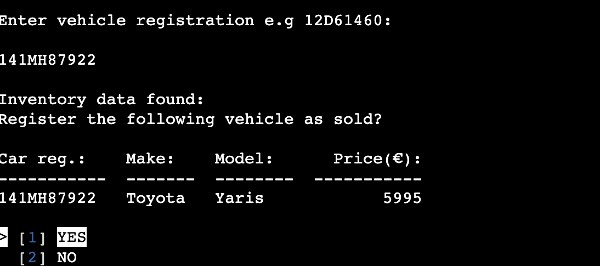 Enter vehicle registration e.g 12D61460:
141MH87922
Inventory data found:
Register the following vehicle as sold?
Car reg.: Make: Model: Price(€):
----------- ------- -------- -----------
141MH87922 Toyota Yaris 5995
> [1] YES
[2] NO